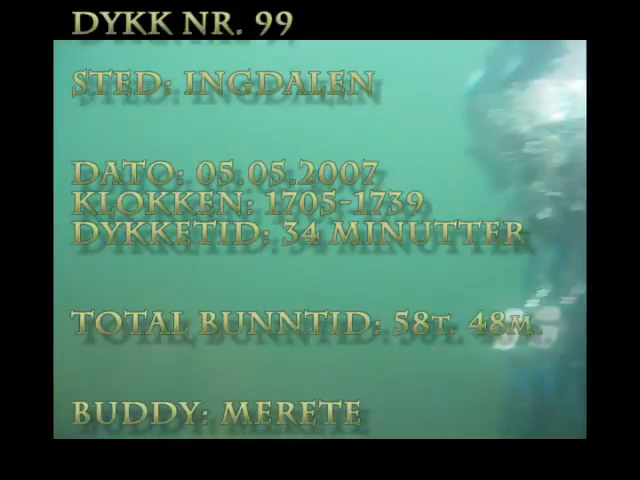 DYKK NR. 99
STED: INGDALEN
DATO: 05.05.2007
KLOKKEN: 1705-1739
DYKKETID: 34 MINUTTER
TOTAL BUNNTID: 58T. 48M.
BUDDY: MERETE